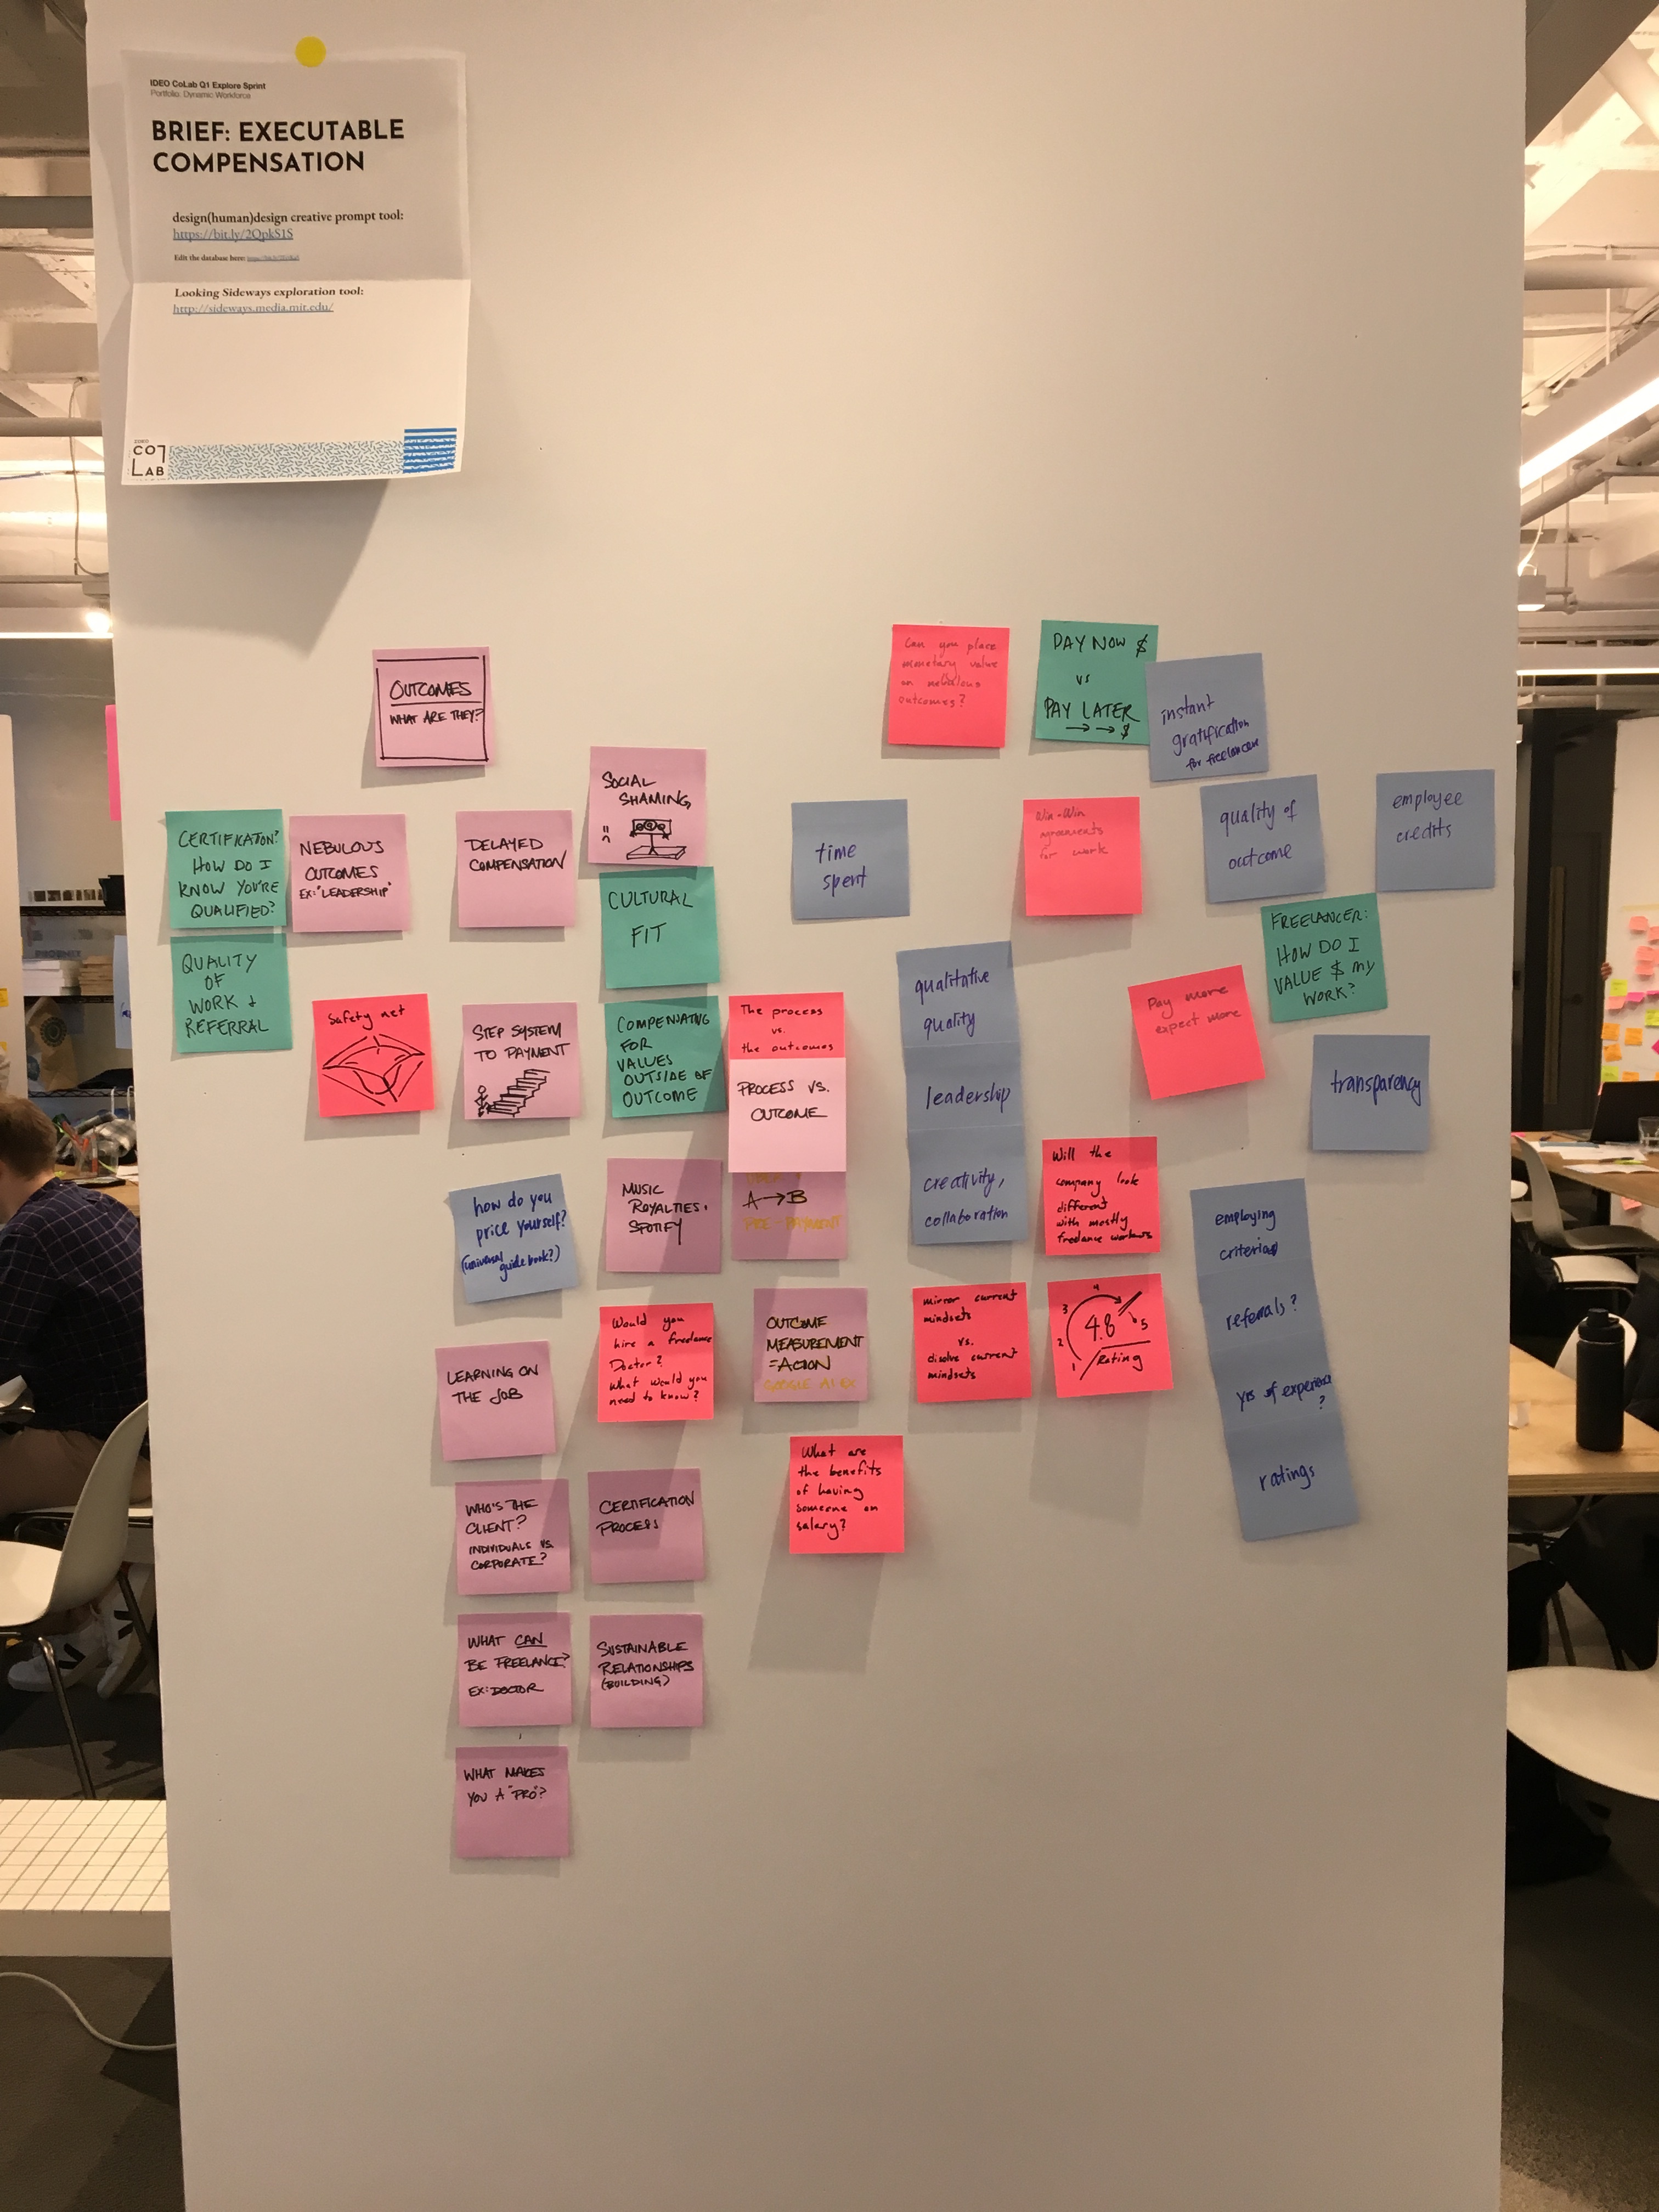 IDEO CoLab Q1 Explore Sprint
Portfolio: Dynamic Workforce
BRIEF: EXECUTABLE
COMPENSATION
design(human)design creative prompt tool:
https://bit.ly/2QpkS1S
Edit the database here:
Looking Sideways exploration tool:
http://sideways.media.mit.edu/
IDEO
CO
LAB
OUTCOMES
WHAT ARE THEY?
Can you place
monetary value
on nebulous
outcomes?
PAY NOW $
VS
PAY LATER
→ → $
instant
gratification
for freelancer
SOCIAL
SHAMING
CERTIFICATION?
HOW DO I
KNOW YOU'RE
QUALIFIED?
NEBULOUS
OUTCOMES
EX: "LEADERSHIP"
DELAYED
COMPENSATION
CULTURAL
FIT
time
spent
Win-Win
agreements
for work
quality of
outcome
employee
credits
QUALITY
OF
WORK +
REFERRAL
Safety net
STEP SYSTEM
TO PAYMENT
COMPENSATING
FOR
VALUES
OUTSIDE OF
OUTCOME
The process
vs.
the outcomes
PROCESS VS.
OUTCOME
qualitative
quality
leadership
creativity,
collaboration
Pay more
expect more
FREELANCER:
HOW DO I
VALUE $ MY
WORK?
transparency
how do you
price yourself?
(universal
guide book?)
MUSIC
ROYALTIES.
SPOTIFY
A → B
PRE-PAYMENT
Will the
company look
different
with mostly
freelance workers
employing
criterias
referrals?
yrs of experience
?
ratings
LEARNING ON
THE JOB
Would you
hire a freelance
Doctor?
What would you
need to know?
OUTCOME
MEASUREMENT
=ACTION
GOOGLE
mirror current
mindsets
vs.
disolve current
mindsets
1
2
3
4
5
4.8
Rating
What are
the benefits
of having
someone on
salary?
WHO'S THE
CLIENT?
INDIVIDUALS VS.
CORPORATE?
CERTIFICATION
PROCESS
WHAT CAN
BE FREELANCE?
EX: DOCTOR
SUSTAINABLE
RELATIONSHIPS
(BUILDING)
WHAT MAKES
YOU A "PRO"?